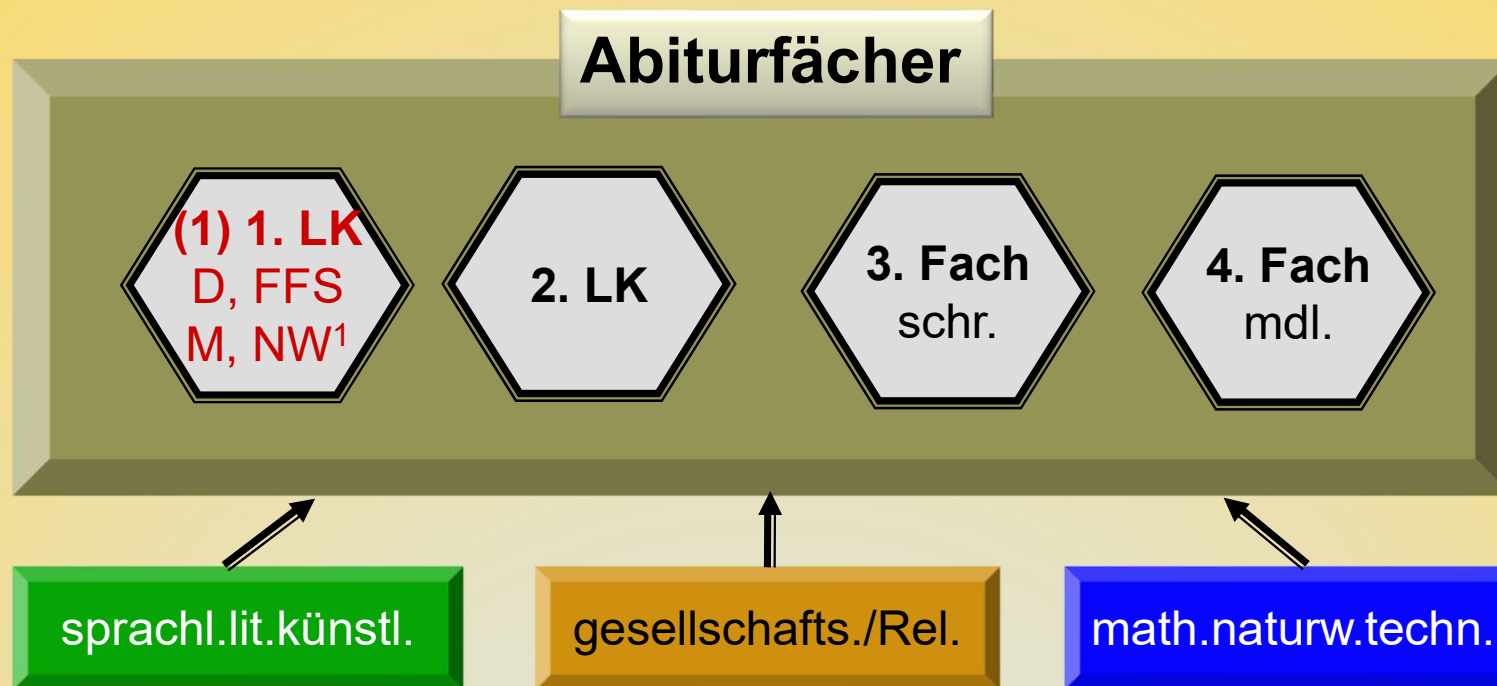 Abiturfächer
(1) 1. LK
D, FFS
M, NW¹
2. LK
3. Fach
schr.
4. Fach
mdl.
sprachl.lit.künstl.
gesellschafts./Rel.
math.naturw.techn.